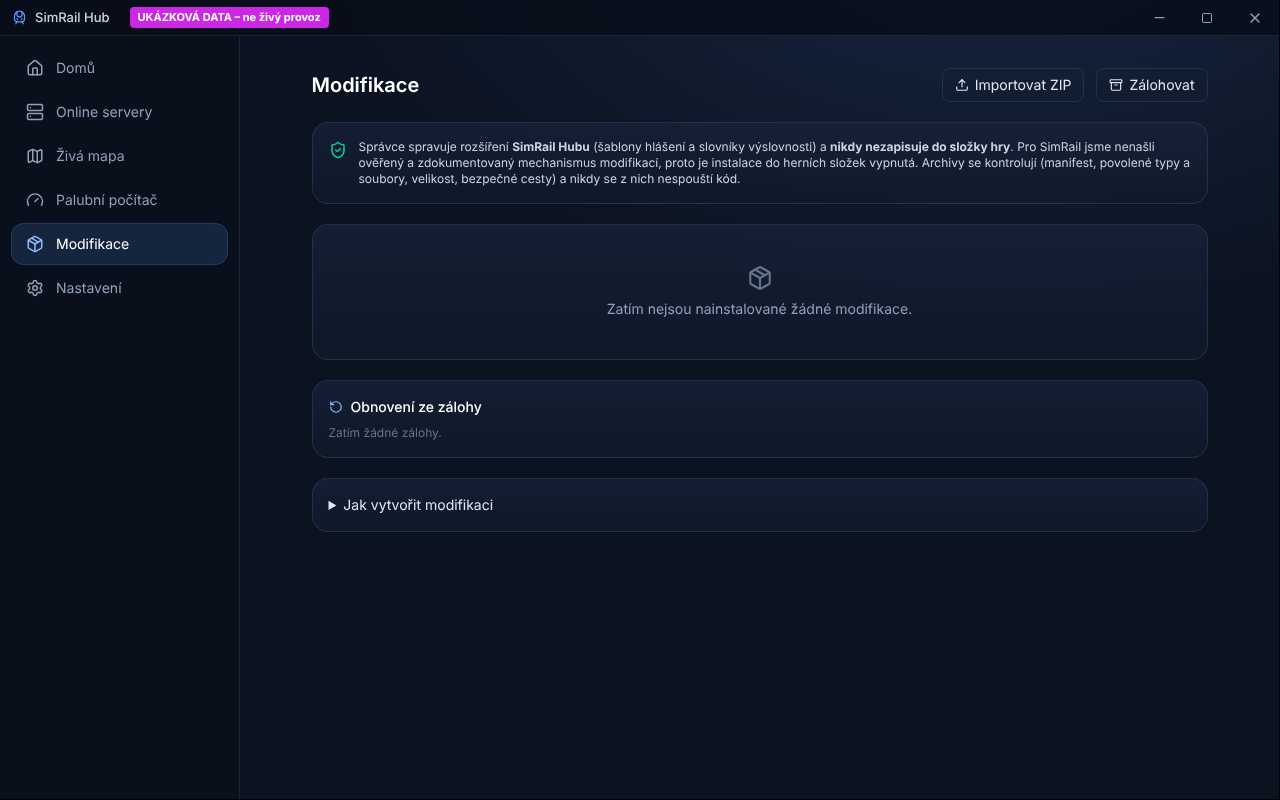 SimRail Hub
UKÁZKOVÁ DATA – ne živý provoz
Domů
Online servery
Živá mapa
Palubní počítač
Modifikace
Nastavení
Modifikace
Importovat ZIP
Zálohovat
Správce spravuje rozšíření SimRail Hubu (šablony hlášení a slovníky výslovnosti) a nikdy nezapisuje do složky hry. Pro SimRail jsme nenašli
ověřený a zdokumentovaný mechanismus modifikací, proto je instalace do herních složek vypnutá. Archivy se kontrolují (manifest, povolené typy a
soubory, velikost, bezpečné cesty) a nikdy se z nich nespouští kód.
Zatím nejsou nainstalované žádné modifikace.
Obnovení ze zálohy
Zatím žádné zálohy.
Jak vytvořit modifikaci